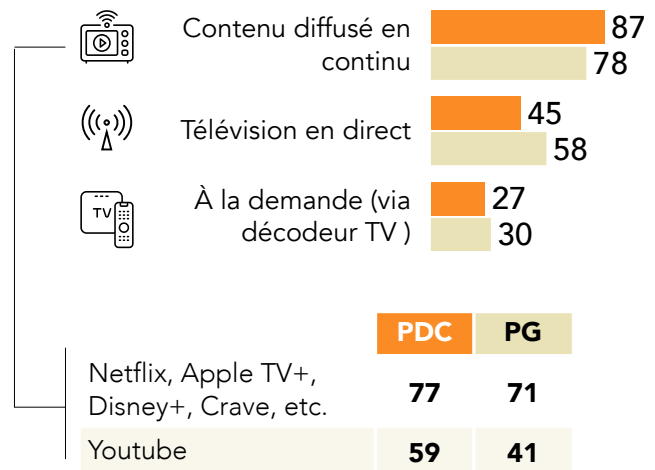 Contenu diffusé en
continu
87
78
Télévision en direct
45
58
TV
À la demande (via
décodeur TV )
27
30
PDC PG
Netflix, Apple TV+,
Disney+, Crave, etc.
77 71
Youtube 59 41